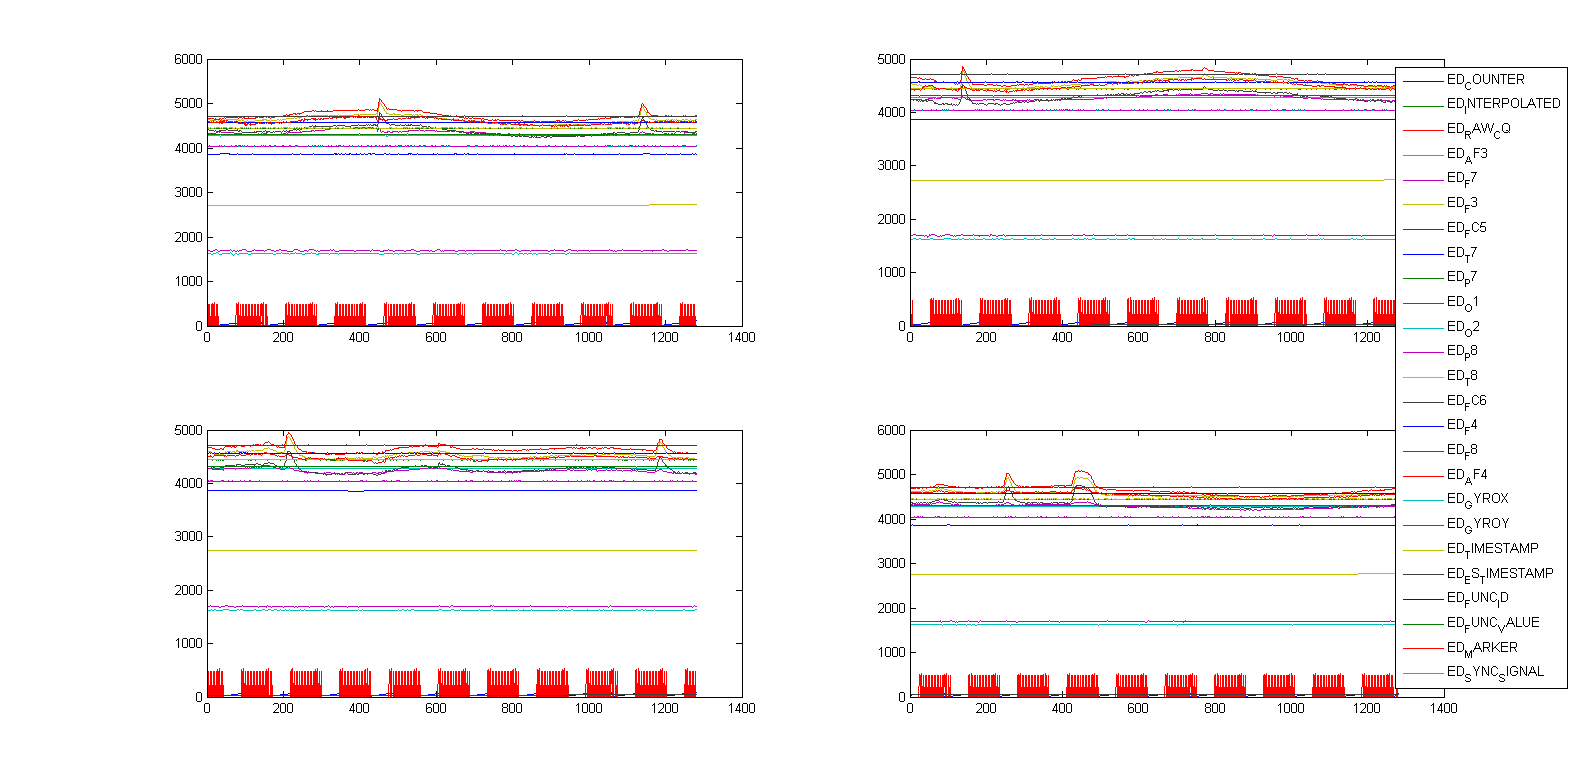 6000
5000
4000
3000
2000
1000
0
0 200 400 600 800 1000 1200 1400
5000
4000
3000
2000
1000
0
0 200 400 600 800 1000 1200
5000
4000
3000
2000
1000
0
0 200 400 600 800 1000 1200 1400
6000
5000
4000
3000
2000
1000
0
0 200 400 600 800 1000 1200 1400
ED_COUNTER
ED_INTERPOLATED
ED_RAW_CQ
ED_AF3
ED_F7
ED_F3
ED_FC5
ED_T7
ED_P7
ED_O1
ED_O2
ED_P8
ED_T8
ED_FC6
ED_F4
ED_F8
ED_AF4
ED_GYROX
ED_GYROY
ED_TIMESTAMP
ED_ES_TIMESTAMP
ED_FUNC_ID
ED_FUNC_VALUE
ED_MARKER
ED_SYNC_SIGNAL